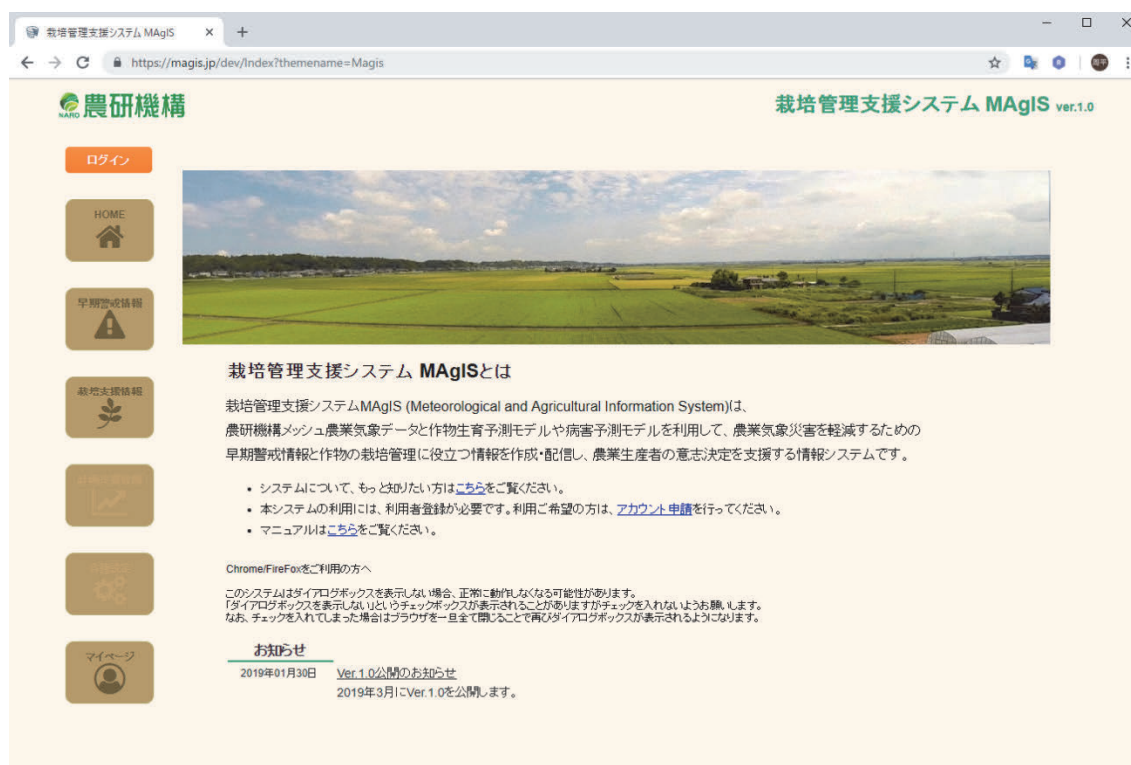 栽培管理支援システム MAgIS
https://magis.jp/dev/Index?themename=Magis
NARO 農研機構
栽培管理支援システム MAgIS ver.1.0
ログイン
HOME
早期警戒情報
栽培支援情報
マイページ
栽培管理支援システム MAgISとは
栽培管理支援システムMAgIS (Meteorological and Agricultural Information System)は、
農研機構メッシュ農業気象データと作物生育予測モデルや病害予測モデルを利用して、農業気象災害を軽減するための
早期警戒情報と作物の栽培管理に役立つ情報を作成・配信し、農業生産者の意志決定を支援する情報システムです。
• システムについて、もっと知りたい方はこちらをご覧ください。
• 本システムの利用には、利用者登録が必要です。利用ご希望の方は、アカウント申請を行ってください。
• マニュアルはこちらをご覧ください。
Chrome/FireFoxをご利用の方へ
このシステムはダイアログボックスを表示しない場合、正常に動作しなくなる可能性があります。
「ダイアログボックスを表示しない」というチェックボックスが表示されることがありますがチェックを入れないようお願いします。
なお、チェックを入れてしまった場合はブラウザを一旦全て閉じることで再びダイアログボックスが表示されるようになります。
お知らせ
2019年01月30日 Ver.1.0公開のお知らせ
2019年3月にVer.1.0を公開します。